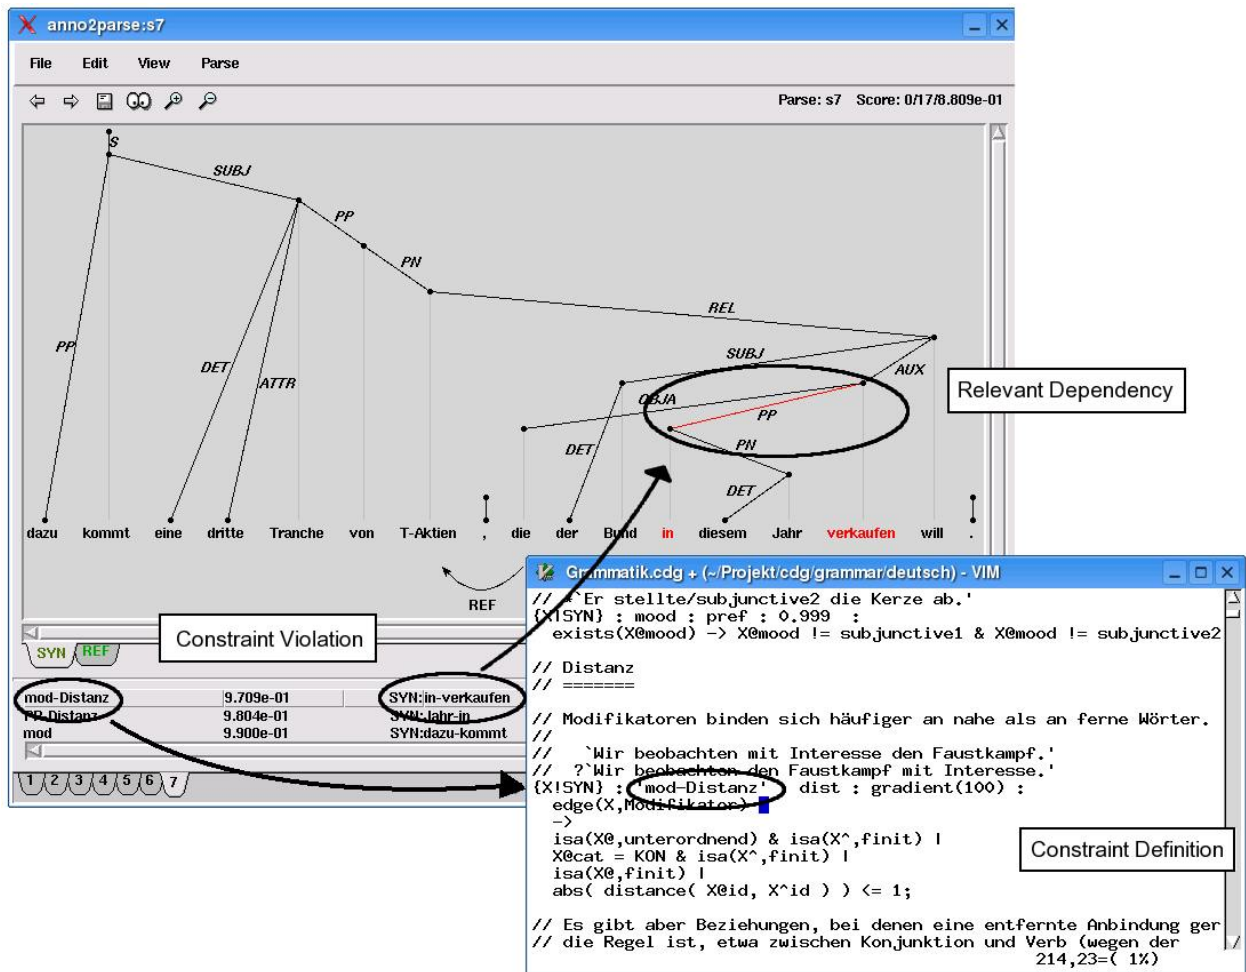 anno2parse:s7
File Edit View Parse
Parse: s7 Score: 0/17/8.809e-01
S
SUBJ
PP
PN
REL
PP
SUBJ
DET
ATTR
AUX
OBJA
PP
DET
PN
DET
Relevant Dependency
dazu kommt eine dritte Tranche von T-Aktien , die der Bund in diesem Jahr verkaufen will .
REF
Constraint Violation
SYN REF
mod-Distanz 9.709e-01 SYN:in-verkaufen
PP-Distanz 9.804e-01 SYN:Jahr-in
mod 9.900e-01 SYN:dazu-kommt
1 2 3 4 5 6 7
Grammatik.cdg + (~/Projekt/cdg/grammar/deutsch) - VIM
// *`Er stellte/subjunctive2 die Kerze ab.'
{X!SYN} : mood : pref : 0.999 :
exists(X@mood) -> X@mood != subjunctive1 & X@mood != subjunctive2
// Distanz
// =======
// Modifikatoren binden sich häufiger an nahe als an ferne Wörter.
//
// `Wir beobachten mit Interesse den Faustkampf.'
// ?`Wir beobachten den Faustkampf mit Interesse.'
{X!SYN} : 'mod-Distanz' dist : gradient(100) :
edge(X,Modifikator)
->
isa(X@,unterordnend) & isa(X^,finit) |
X@cat = KON & isa(X^,finit) |
isa(X@,finit) |
abs( distance( X@id, X^id ) ) <= 1;
Constraint Definition
// Es gibt aber Beziehungen, bei denen eine entfernte Anbindung ger
// die Regel ist, etwa zwischen Konjunktion und Verb (wegen der
214,23=( 1%)